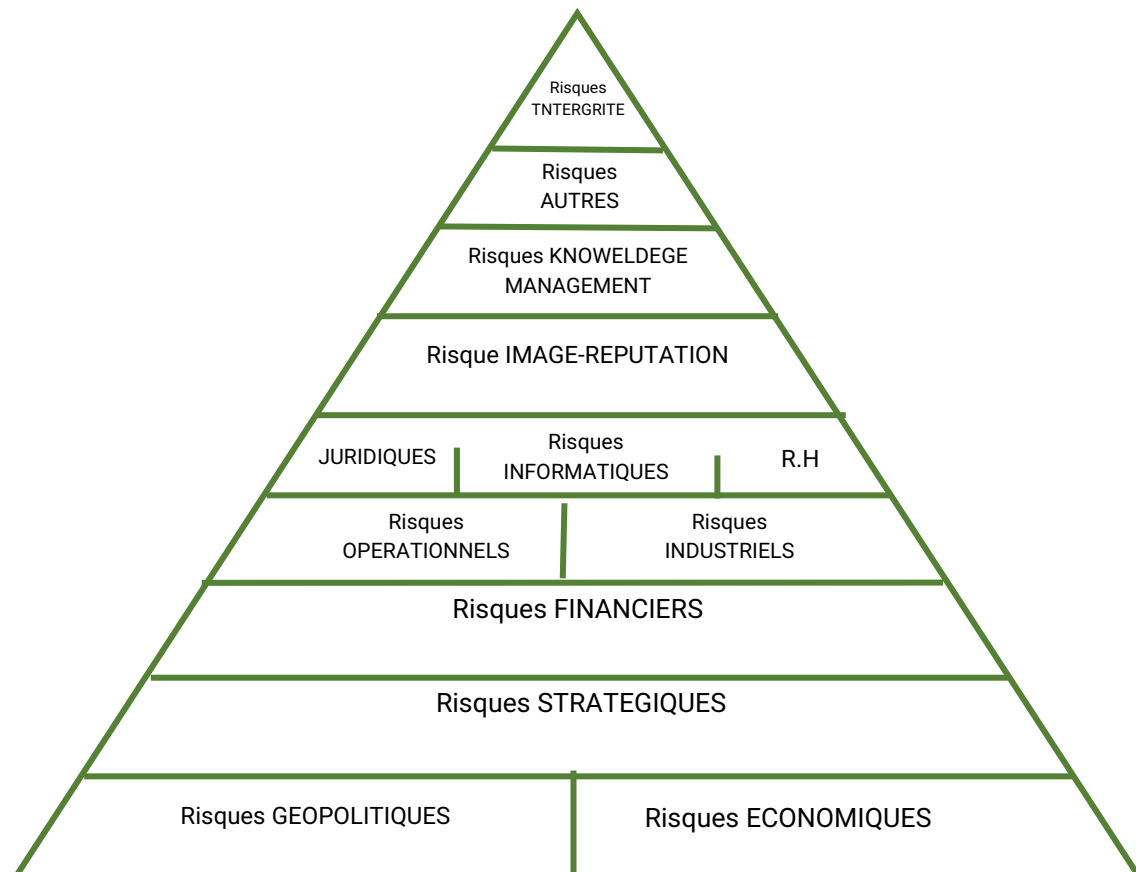 Risques
TNTERGRITE
Risques
AUTRES
Risques KNOWELDEGE
MANAGEMENT
Risque IMAGE-REPUTATION
JURIDIQUES
Risques
INFORMATIQUES
R.H
Risques
OPERATIONNELS
Risques
INDUSTRIELS
Risques FINANCIERS
Risques STRATEGIQUES
Risques GEOPOLITIQUES
Risques ECONOMIQUES